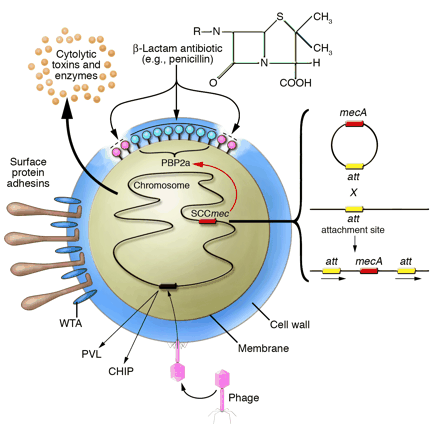 Cytolytic
toxins and
enzymes
β-Lactam antibiotic
(e.g., penicillin)
R–N
S
CH3
CH3
O
N
H
COOH
Surface
protein
adhesins
PBP2a
Chromosome
SCCmec
mecA
att
X
att
attachment site
att mecA att
WTA
PVL
CHIP
Cell wall
Membrane
Phage